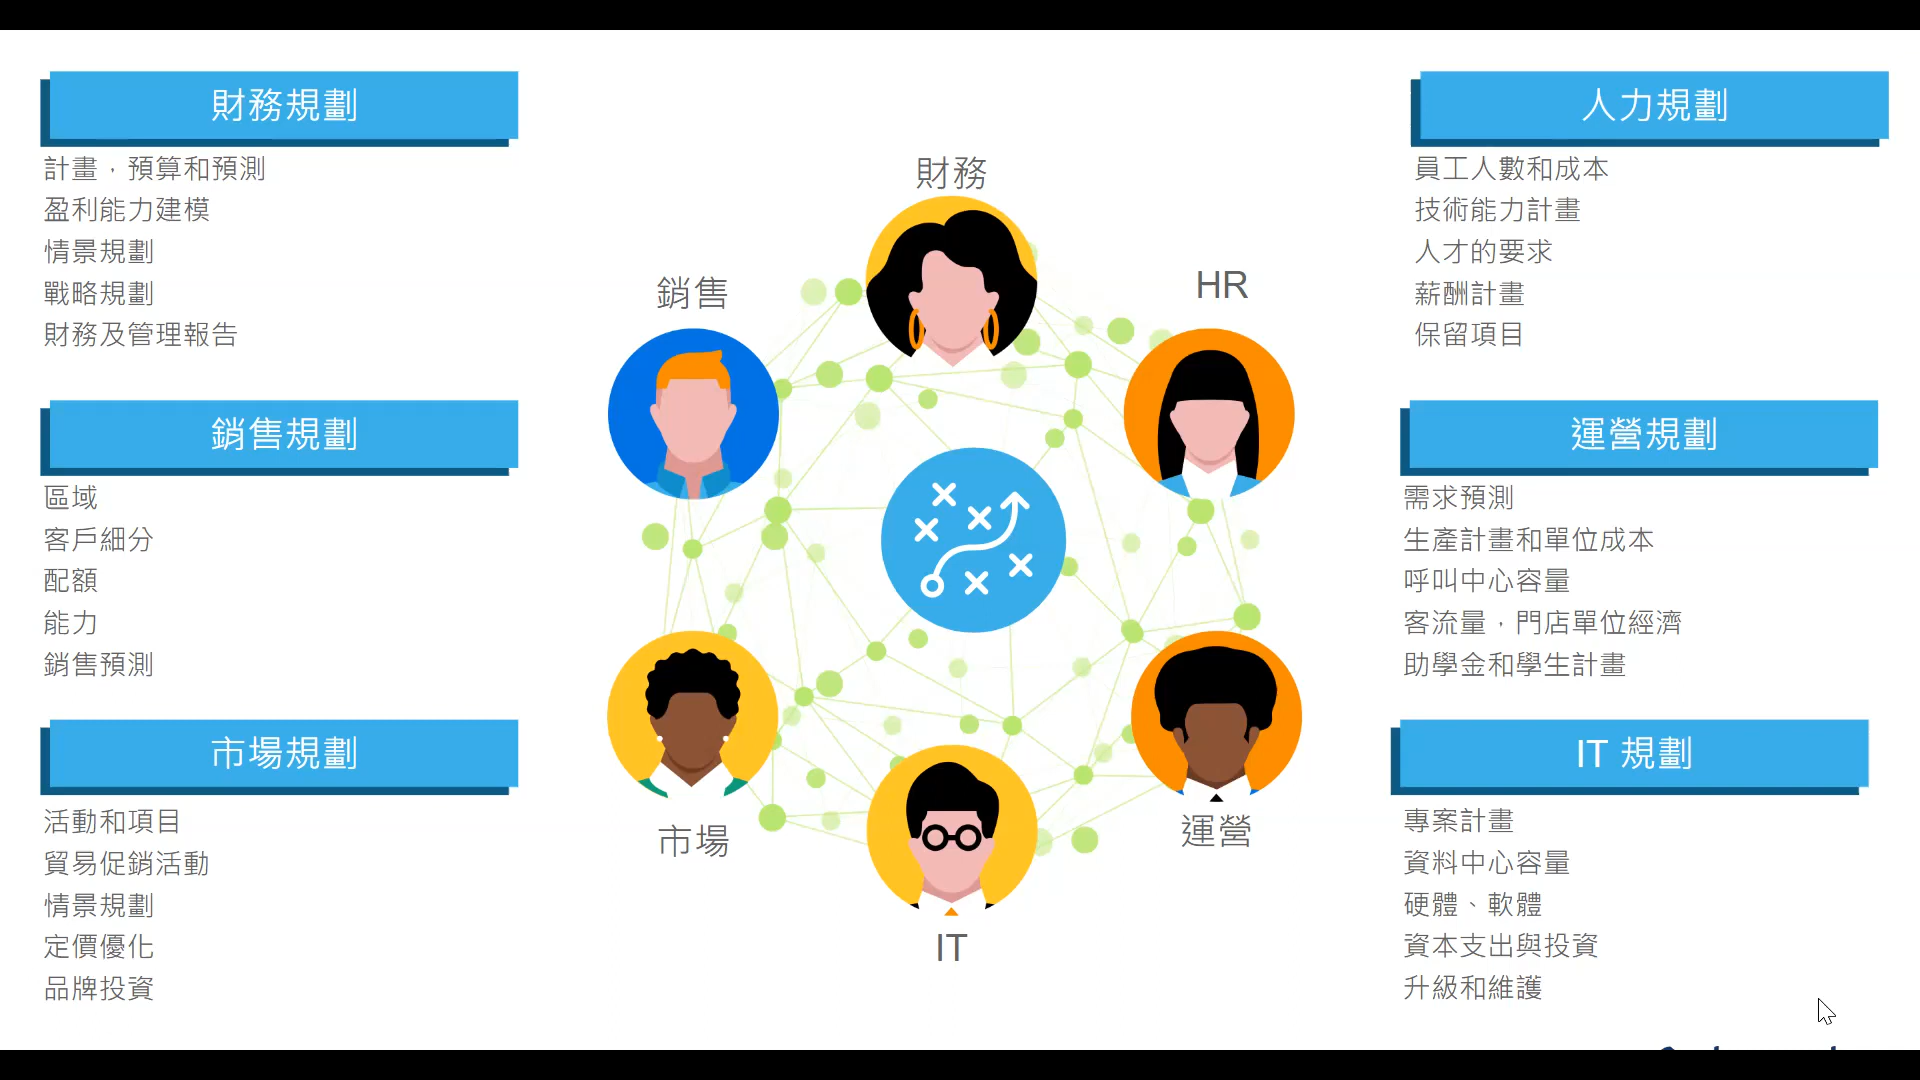 財務規劃
計畫，預算和預測
盈利能力建模
情景規劃
戰略規劃
財務及管理報告
銷售規劃
區域
客戶細分
配額
能力
銷售預測
市場規劃
活動和項目
貿易促銷活動
情景規劃
定價優化
品牌投資
財務
銷售
HR
市場
運營
IT
人力規劃
員工人數和成本
技術能力計畫
人才的要求
薪酬計畫
保留項目
運營規劃
需求預測
生產計畫和單位成本
呼叫中心容量
客流量，門店單位經濟
助學金和學生計畫
IT 規劃
專案計畫
資料中心容量
硬體、軟體
資本支出與投資
升級和維護